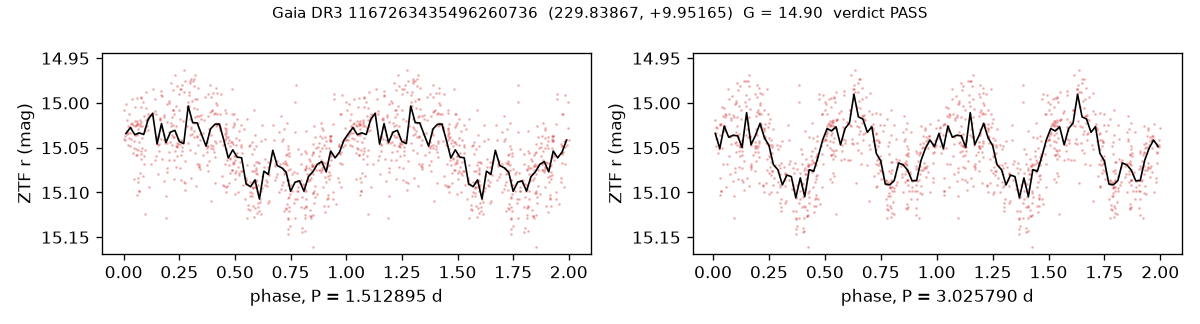 Gaia DR3 1167263435496260736  (229.83867, +9.95165)  G = 14.90  verdict PASS
ZTF r (mag)
14.95
15.00
15.05
15.10
15.15
0.00 0.25 0.50 0.75 1.00 1.25 1.50 1.75 2.00
phase, P = 1.512895 d
ZTF r (mag)
14.95
15.00
15.05
15.10
15.15
0.00 0.25 0.50 0.75 1.00 1.25 1.50 1.75 2.00
phase, P = 3.025790 d